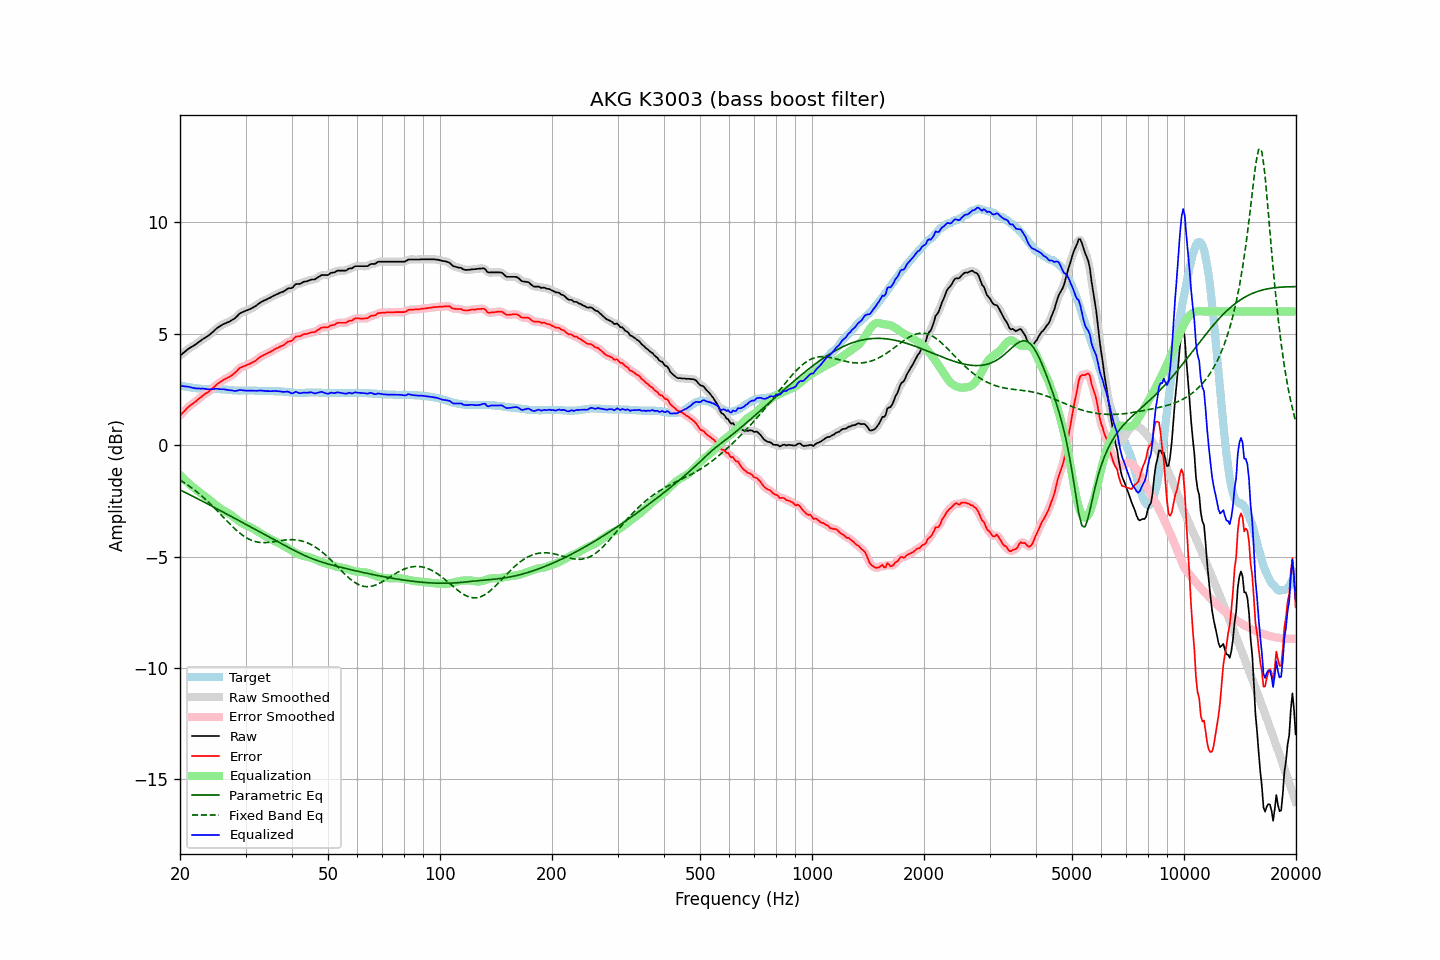 AKG K3003 (bass boost filter)
Amplitude (dBr)
10
5
0
−5
−10
−15
Target
Raw Smoothed
Error Smoothed
Raw
Error
Equalization
Parametric Eq
Fixed Band Eq
Equalized
20 50 100 200 500 1000 2000 5000 10000 20000
Frequency (Hz)